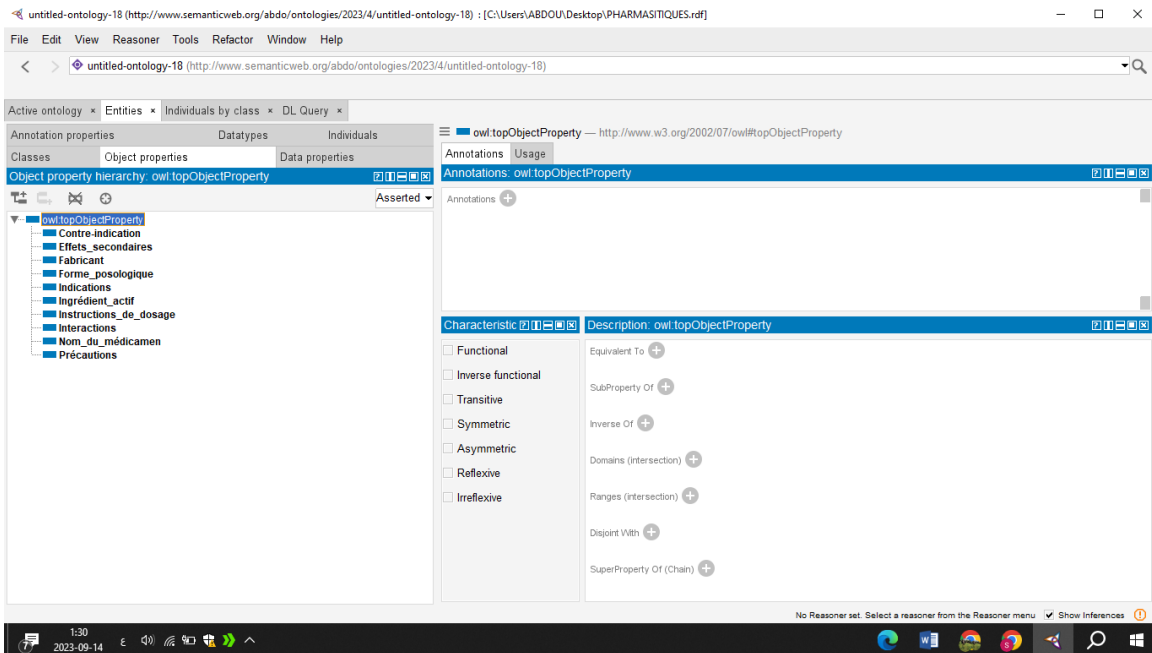 untitled-ontology-18 (http://www.semanticweb.org/abdo/ontologies/2023/4/untitled-ontology-18) : [C:\Users\ABDOU\Desktop\PHARMASITIQUES.rdf]
File Edit View Reasoner Tools Refactor Window Help
untitled-ontology-18 (http://www.semanticweb.org/abdo/ontologies/2023/4/untitled-ontology-18)
Active ontology × Entities × Individuals by class × DL Query ×
Annotation properties Datatypes Individuals
Classes Object properties Data properties
Object property hierarchy: owl:topObjectProperty
Asserted
owl:topObjectProperty
Contre-indication
Effets_secondaires
Fabricant
Forme_posologique
Indications
Ingrédient_actif
Instructions_de_dosage
Interactions
Nom_du_médicamen
Précautions
owl:topObjectProperty — http://www.w3.org/2002/07/owl#topObjectProperty
Annotations Usage
Annotations: owl:topObjectProperty
Annotations
Characteristic
Functional
Inverse functional
Transitive
Symmetric
Asymmetric
Reflexive
Irreflexive
Description: owl:topObjectProperty
Equivalent To
SubProperty Of
Inverse Of
Domains (intersection)
Ranges (intersection)
Disjoint With
SuperProperty Of (Chain)
No Reasoner set. Select a reasoner from the Reasoner menu Show Inferences
1:30
2023-09-14
ع